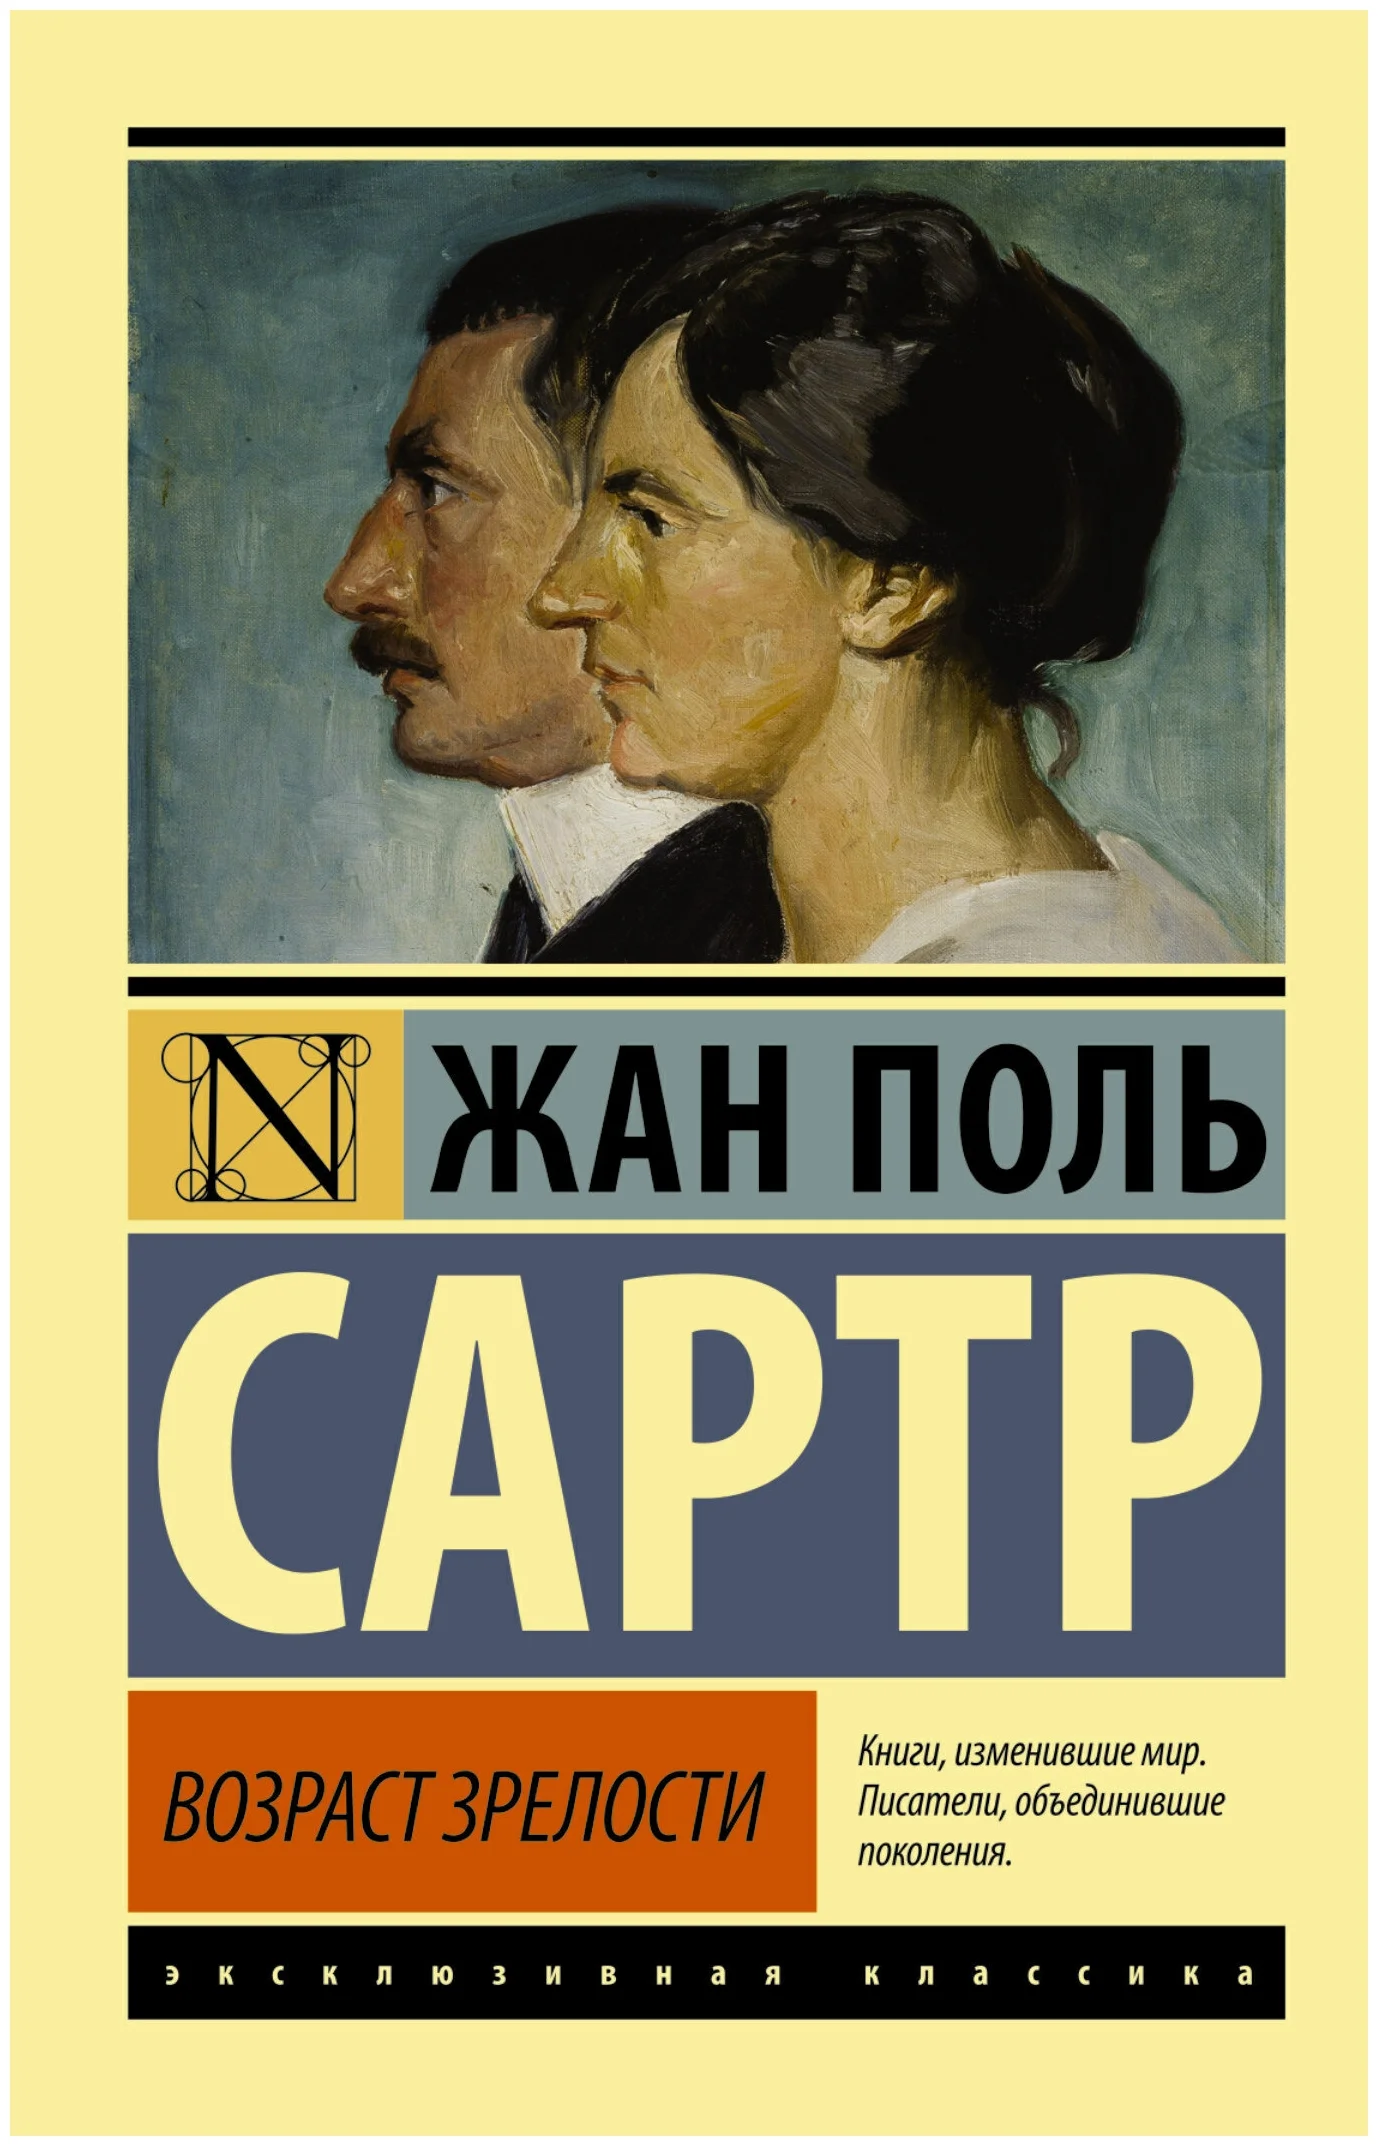 N
ЖАН ПОЛЬ
САРТР
ВОЗРАСТ ЗРЕЛОСТИ
Книги, изменившие мир.
Писатели, объединившие
поколения.
эксклюзивная классика